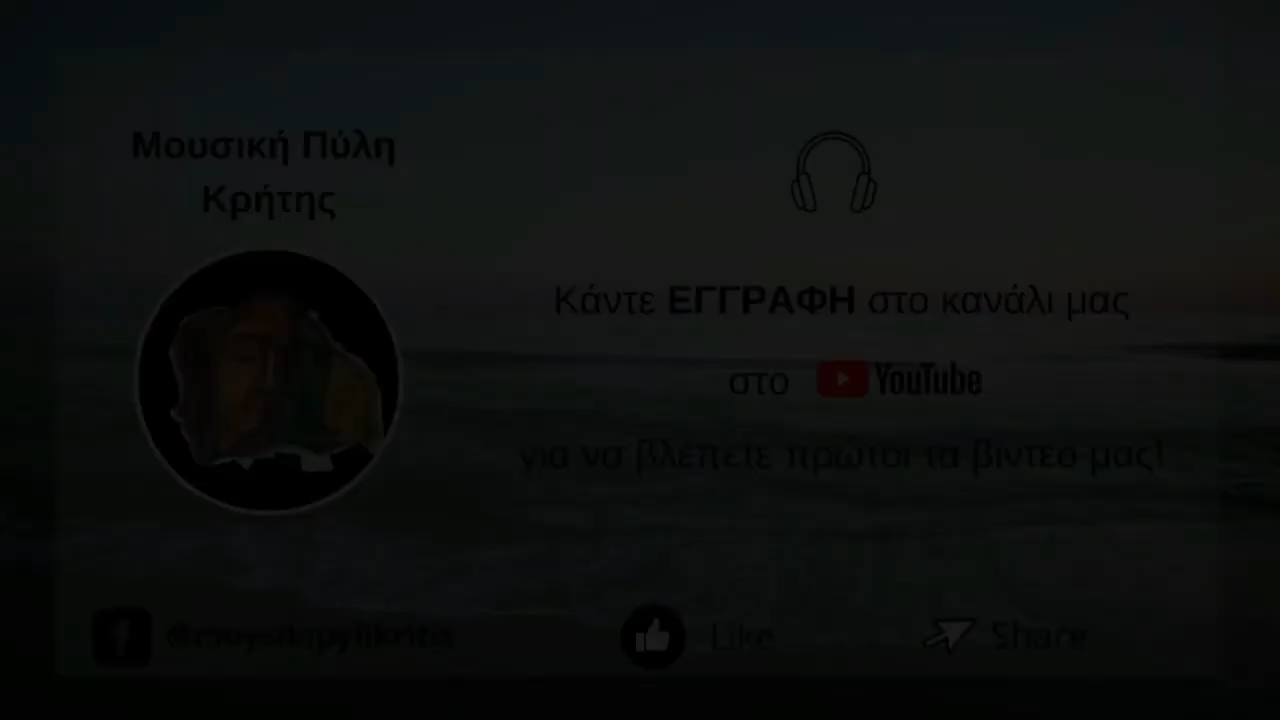 Μουσική Πύλη
Κρήτης
Κάντε ΕΓΓΡΑΦΗ στο κανάλι μας
στο YouTube
για να βλέπετε πρώτοι τα βίντεο μας!
Like
Share